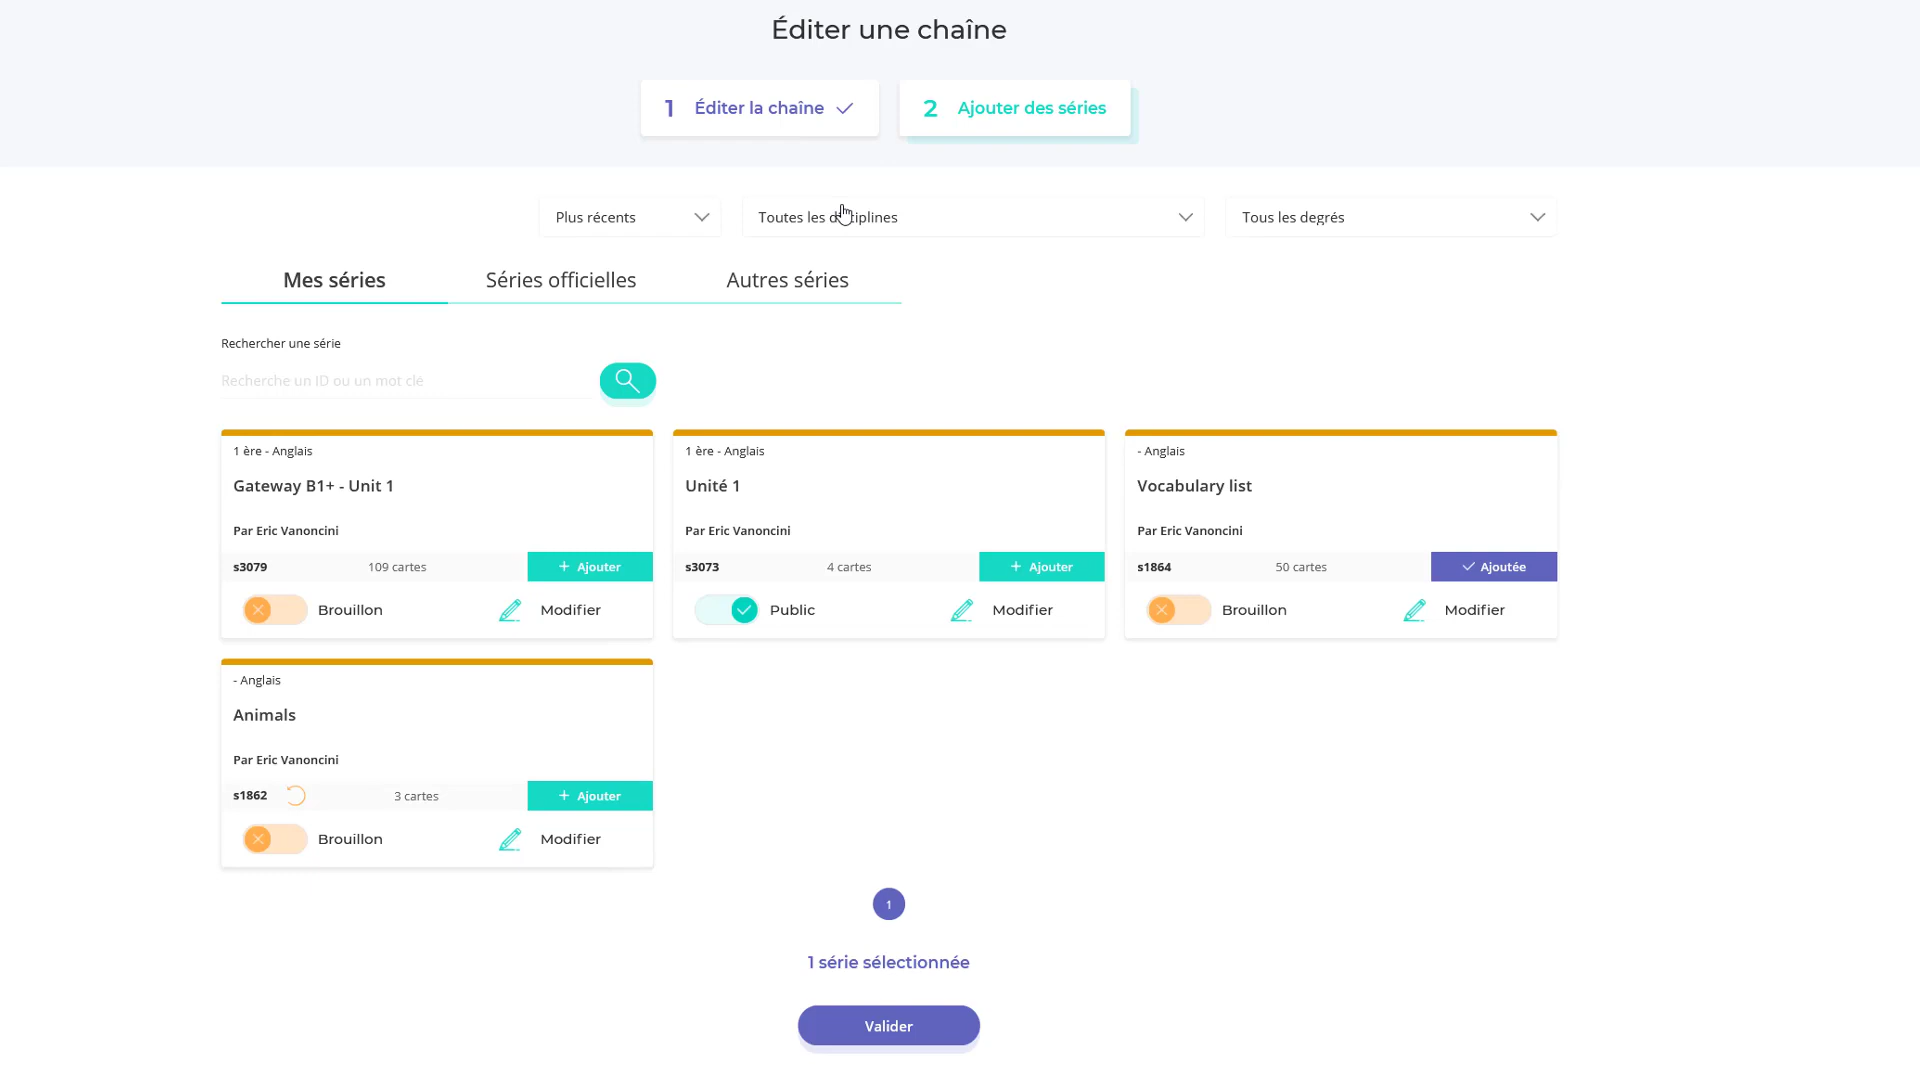 Éditer une chaîne
1 Éditer la chaîne
2 Ajouter des séries
Plus récents
Toutes les disciplines
Tous les degrés
Mes séries
Séries officielles
Autres séries
Rechercher une série
Recherche un ID ou un mot clé
1 ère - Anglais
Gateway B1+ - Unit 1
Par Eric Vanoncini
s3079 109 cartes + Ajouter
Brouillon Modifier
1 ère - Anglais
Unité 1
Par Eric Vanoncini
s3073 4 cartes + Ajouter
Public Modifier
- Anglais
Vocabulary list
Par Eric Vanoncini
s1864 50 cartes Ajoutée
Brouillon Modifier
- Anglais
Animals
Par Eric Vanoncini
s1862 3 cartes + Ajouter
Brouillon Modifier
1
1 série sélectionnée
Valider